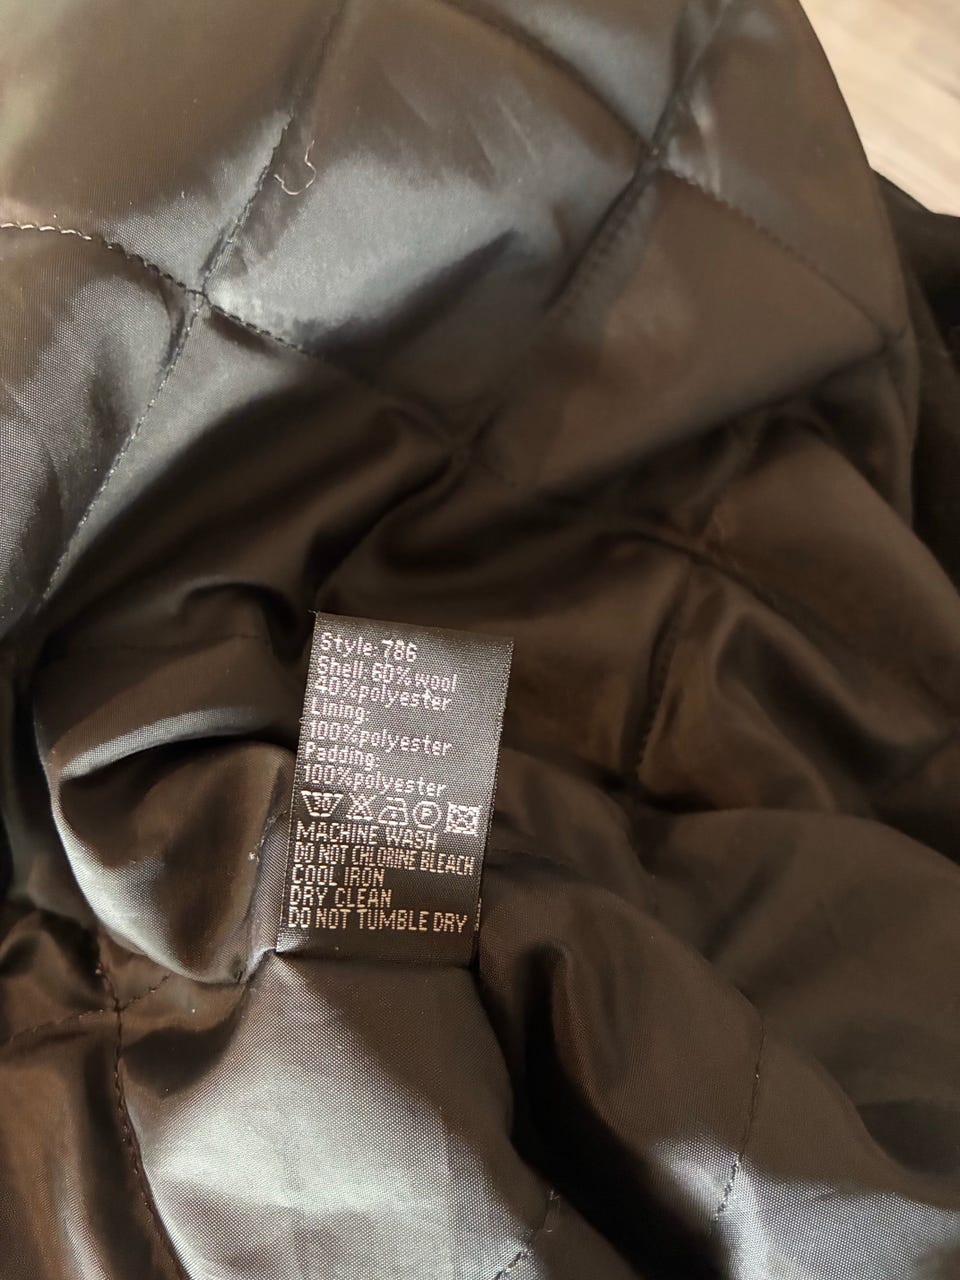 Style: 786
Shell: 60% wool
40%polyester
Lining:
100%polyester
Padding:
100%polyester
30 P
MACHINE WASH
DO NOT CHLORINE BLEACH
COOL IRON
DRY CLEAN
DO NOT TUMBLE DRY